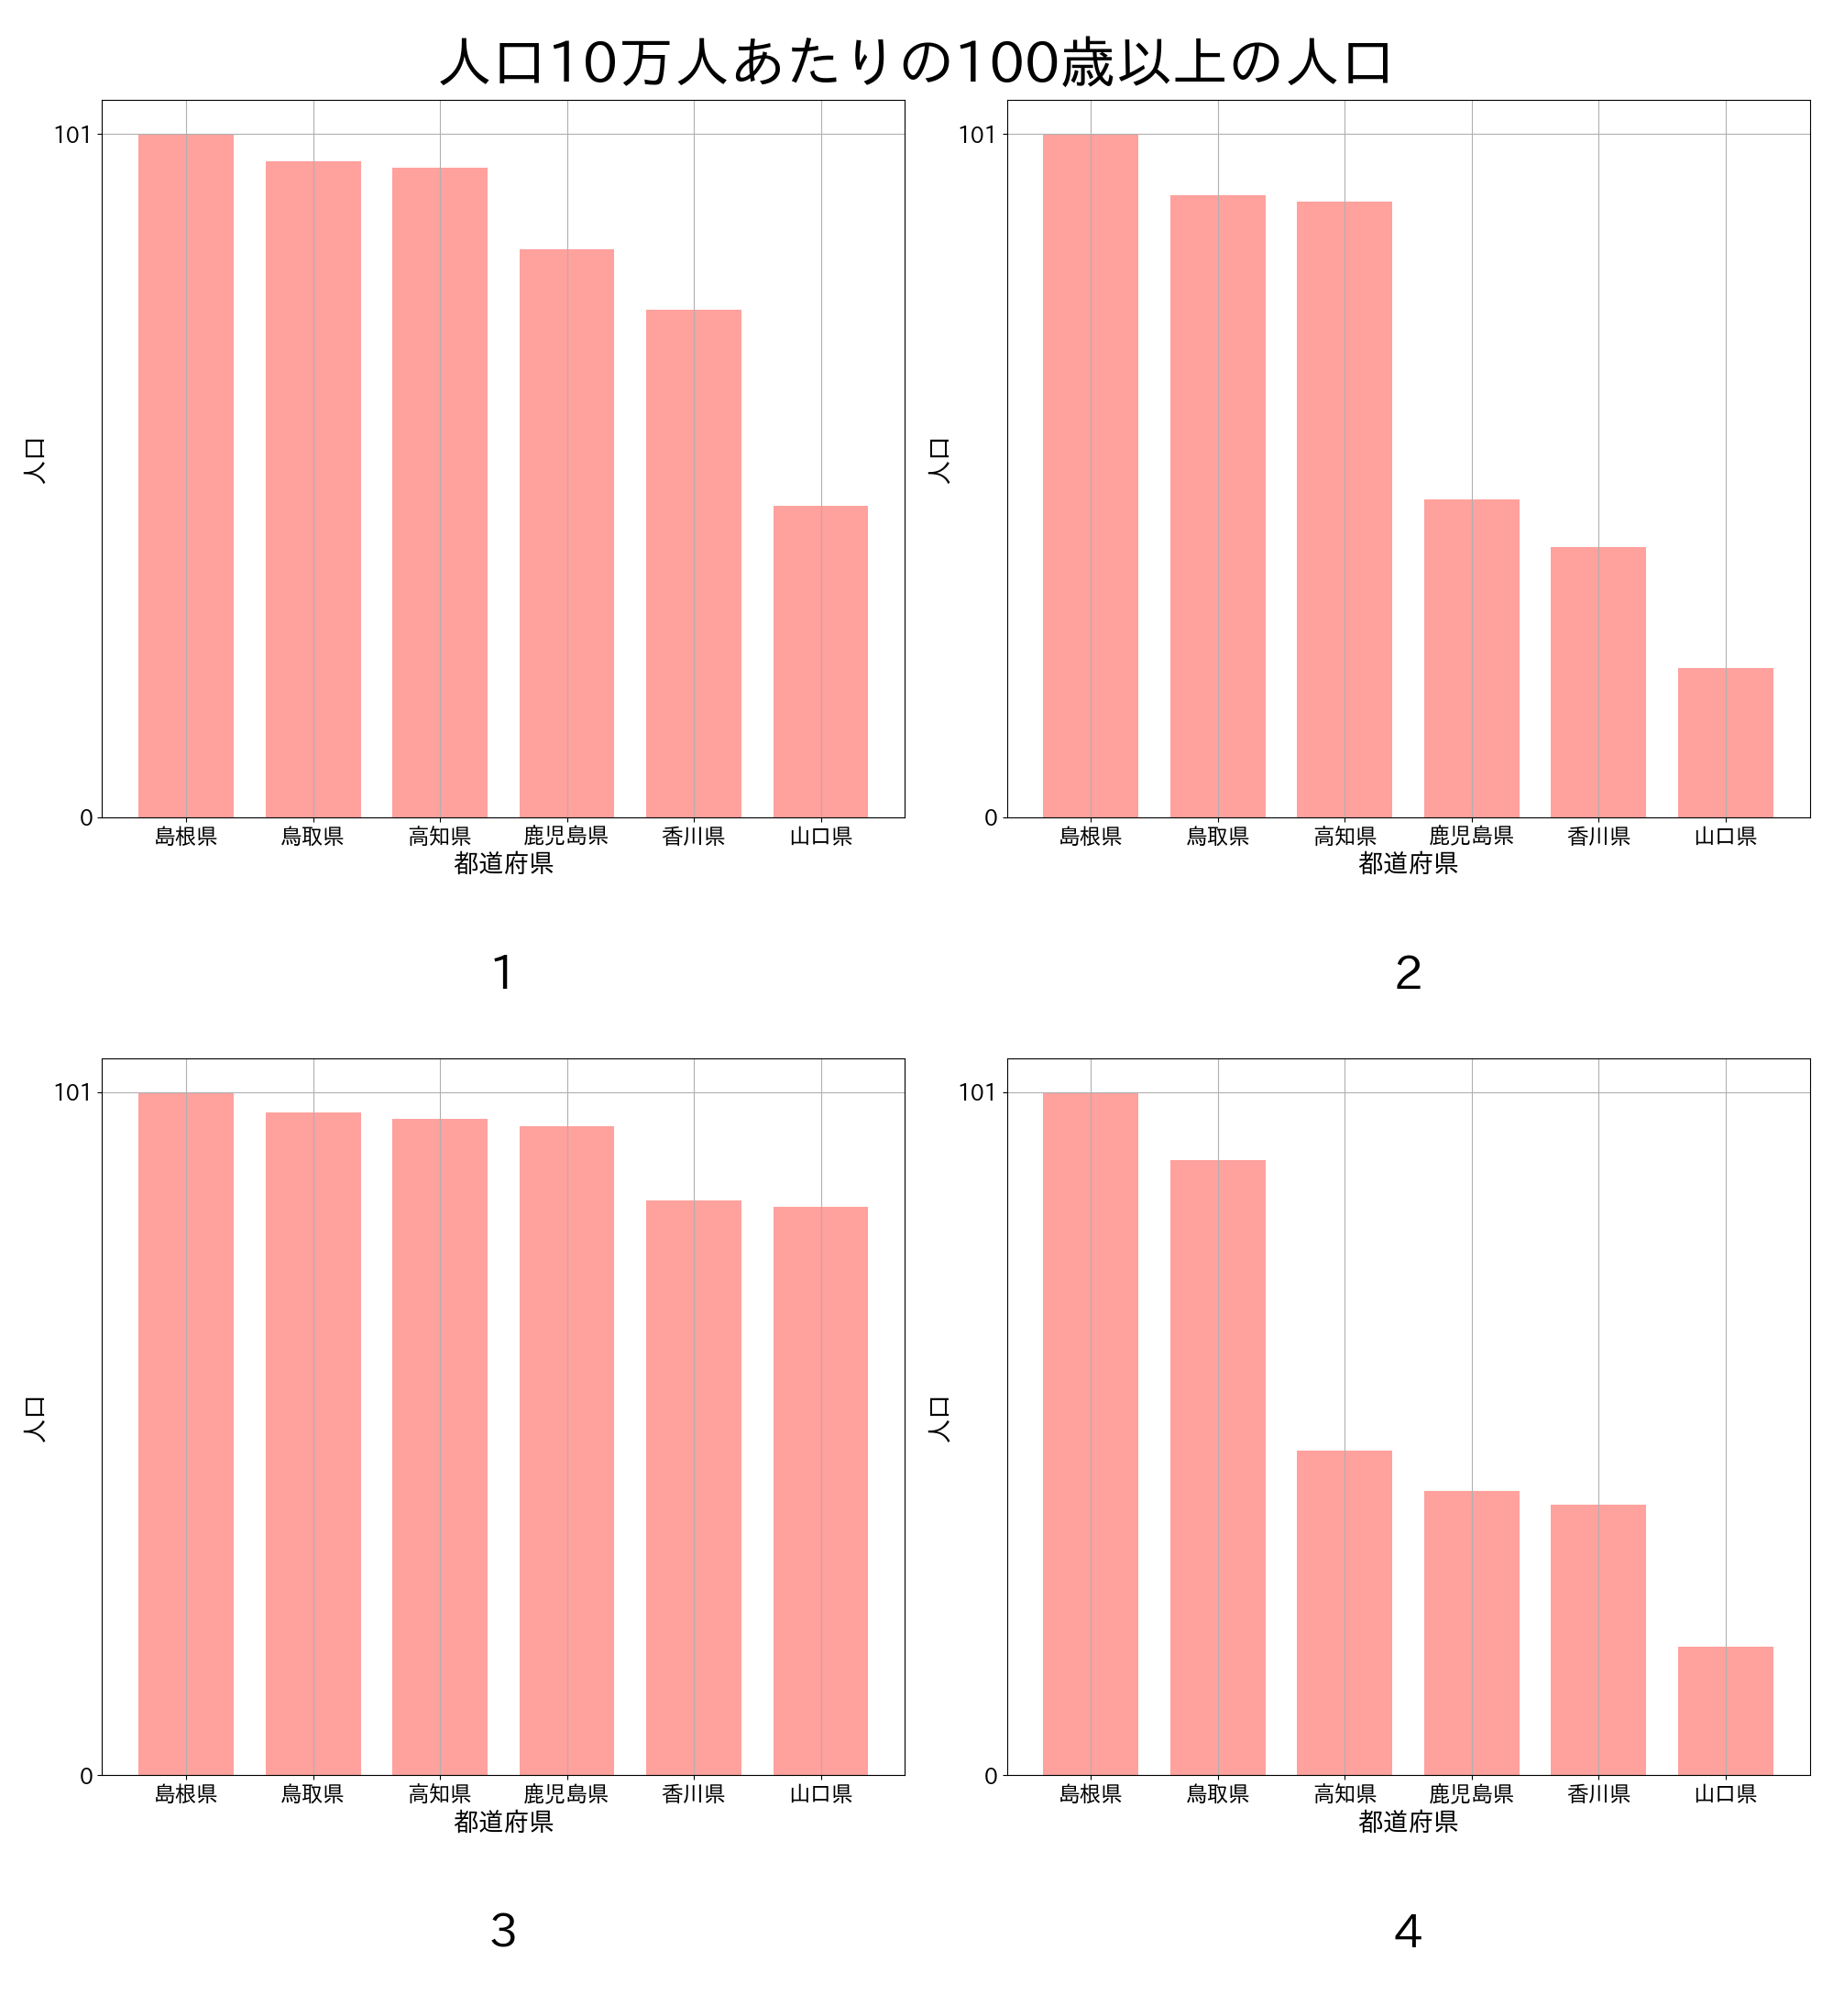 人口10万人あたりの100歳以上の人口
101
0
人口
島根県 鳥取県 高知県 鹿児島県 香川県 山口県
都道府県
1
101
0
人口
島根県 鳥取県 高知県 鹿児島県 香川県 山口県
都道府県
2
101
0
人口
島根県 鳥取県 高知県 鹿児島県 香川県 山口県
都道府県
3
101
0
人口
島根県 鳥取県 高知県 鹿児島県 香川県 山口県
都道府県
4